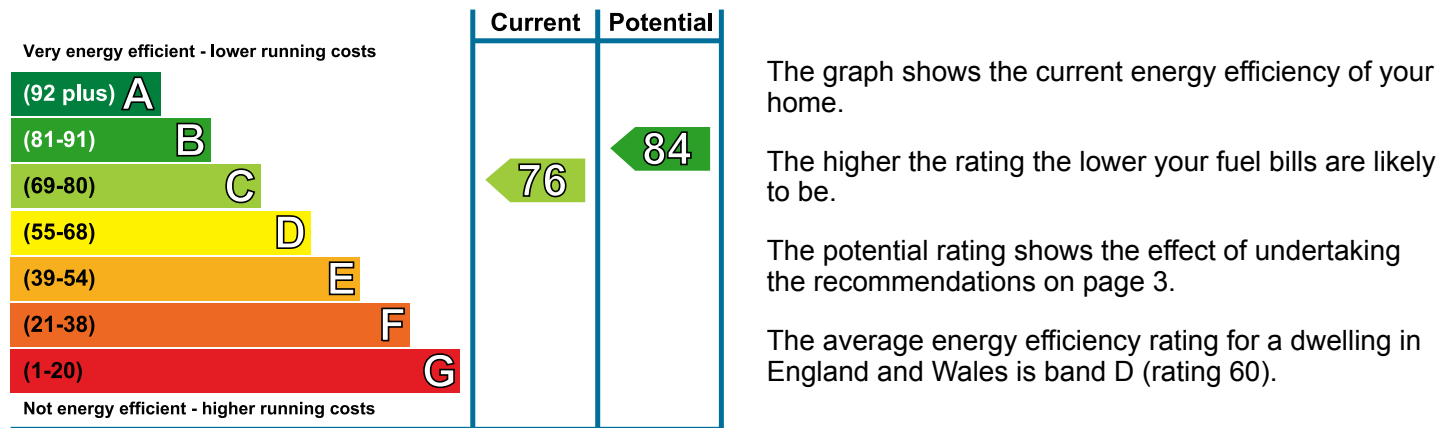 Current Potential
Very energy efficient - lower running costs
(92 plus) A
(81-91) B
(69-80) C
(55-68) D
(39-54) E
(21-38) F
(1-20) G
Not energy efficient - higher running costs
76
84
The graph shows the current energy efficiency of your
home.
The higher the rating the lower your fuel bills are likely
to be.
The potential rating shows the effect of undertaking
the recommendations on page 3.
The average energy efficiency rating for a dwelling in
England and Wales is band D (rating 60).